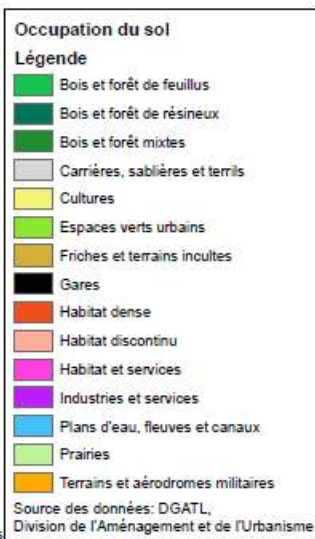 Occupation du sol
Légende
Bois et forêt de feuillus
Bois et forêt de résineux
Bois et forêt mixtes
Carrières, sablières et terrils
Cultures
Espaces verts urbains
Friches et terrains incultes
Gares
Habitat dense
Habitat discontinu
Habitat et services
Industries et services
Plans d'eau, fleuves et canaux
Prairies
Terrains et aérodromes militaires
Source des données: DGATL,
Division de l'Aménagement et de l'Urbanisme